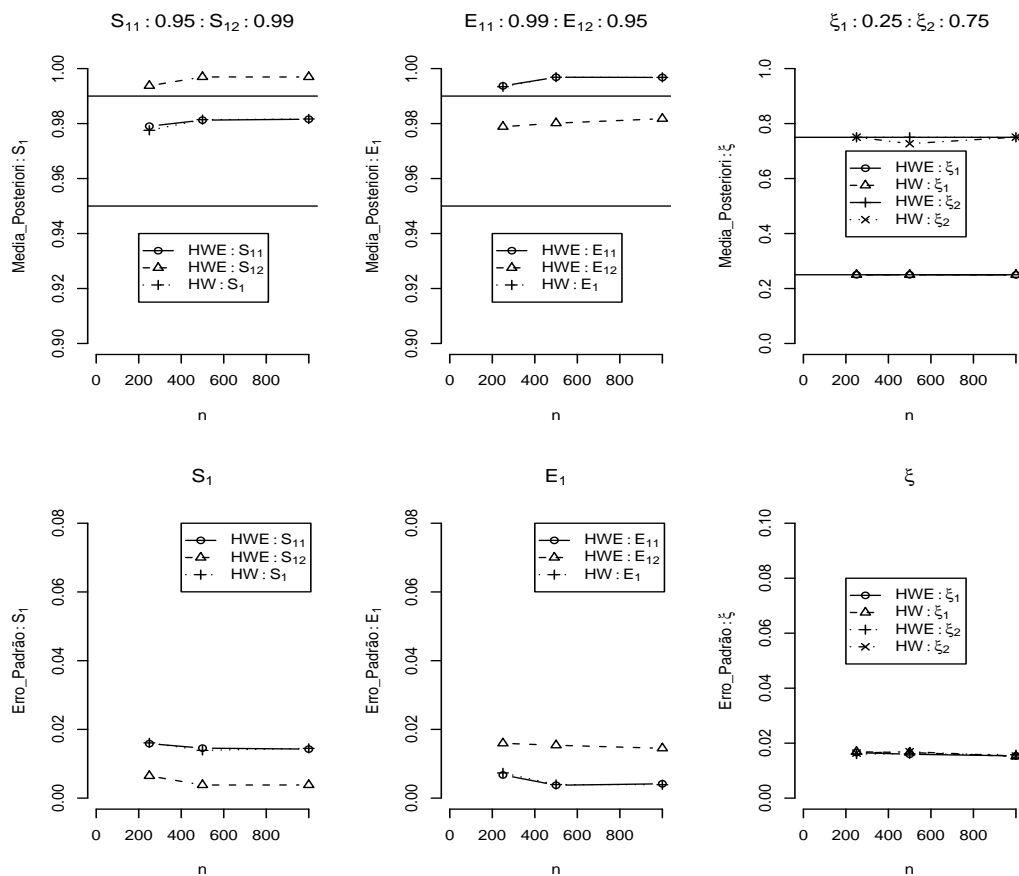 S₁₁ : 0.95 : S₁₂ : 0.99
Media_Posteriori : S₁
1.00
0.98
0.96
0.94
0.92
0.90
HWE : S₁₁
HWE : S₁₂
HW : S₁
0 200 400 600 800
n
E₁₁ : 0.99 : E₁₂ : 0.95
Media_Posteriori : E₁
1.00
0.98
0.96
0.94
0.92
0.90
HWE : E₁₁
HWE : E₁₂
HW : E₁
0 200 400 600 800
n
ξ₁ : 0.25 : ξ₂ : 0.75
Media_Posteriori : ξ
1.0
0.8
0.6
0.4
0.2
0.0
HWE : ξ₁
HW : ξ₁
HWE : ξ₂
HW : ξ₂
0 200 400 600 800
n
S₁
Erro_Padrão : S₁
0.08
0.06
0.04
0.02
0.00
HWE : S₁₁
HWE : S₁₂
HW : S₁
0 200 400 600 800
n
E₁
Erro_Padrão : E₁
0.08
0.06
0.04
0.02
0.00
HWE : E₁₁
HWE : E₁₂
HW : E₁
0 200 400 600 800
n
ξ
Erro_Padrão : ξ
0.10
0.08
0.06
0.04
0.02
0.00
HWE : ξ₁
HW : ξ₁
HWE : ξ₂
HW : ξ₂
0 200 400 600 800
n